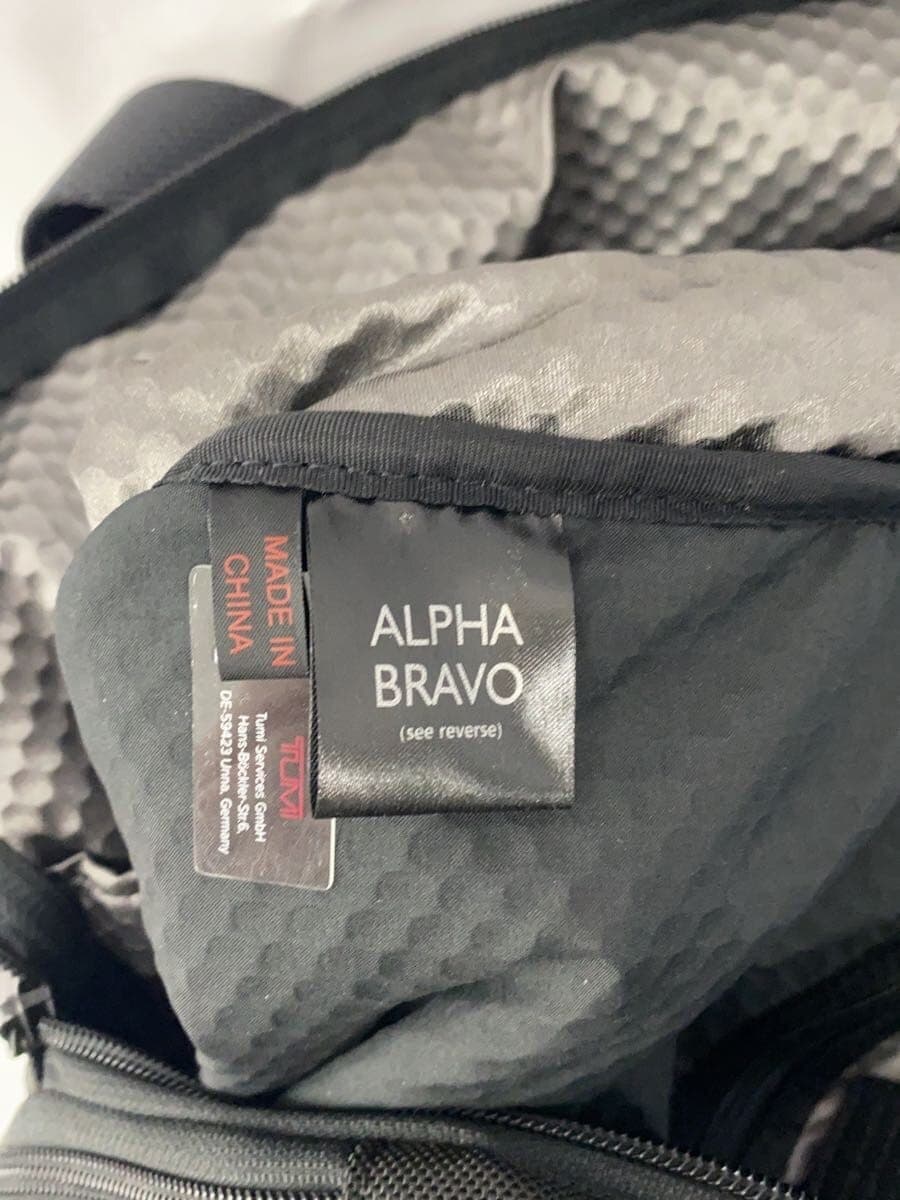 MADE IN
CHINA
ALPHA
BRAVO
(see reverse)
TUMI
Tumi Services GmbH
Hans-Böckler-Str.6,
DE-59423 Unna, Germany